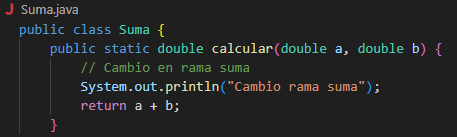 J Suma.java
public class Suma {
    public static double calcular(double a, double b) {
        // Cambio en rama suma
        System.out.println("Cambio rama suma");
        return a + b;
    }